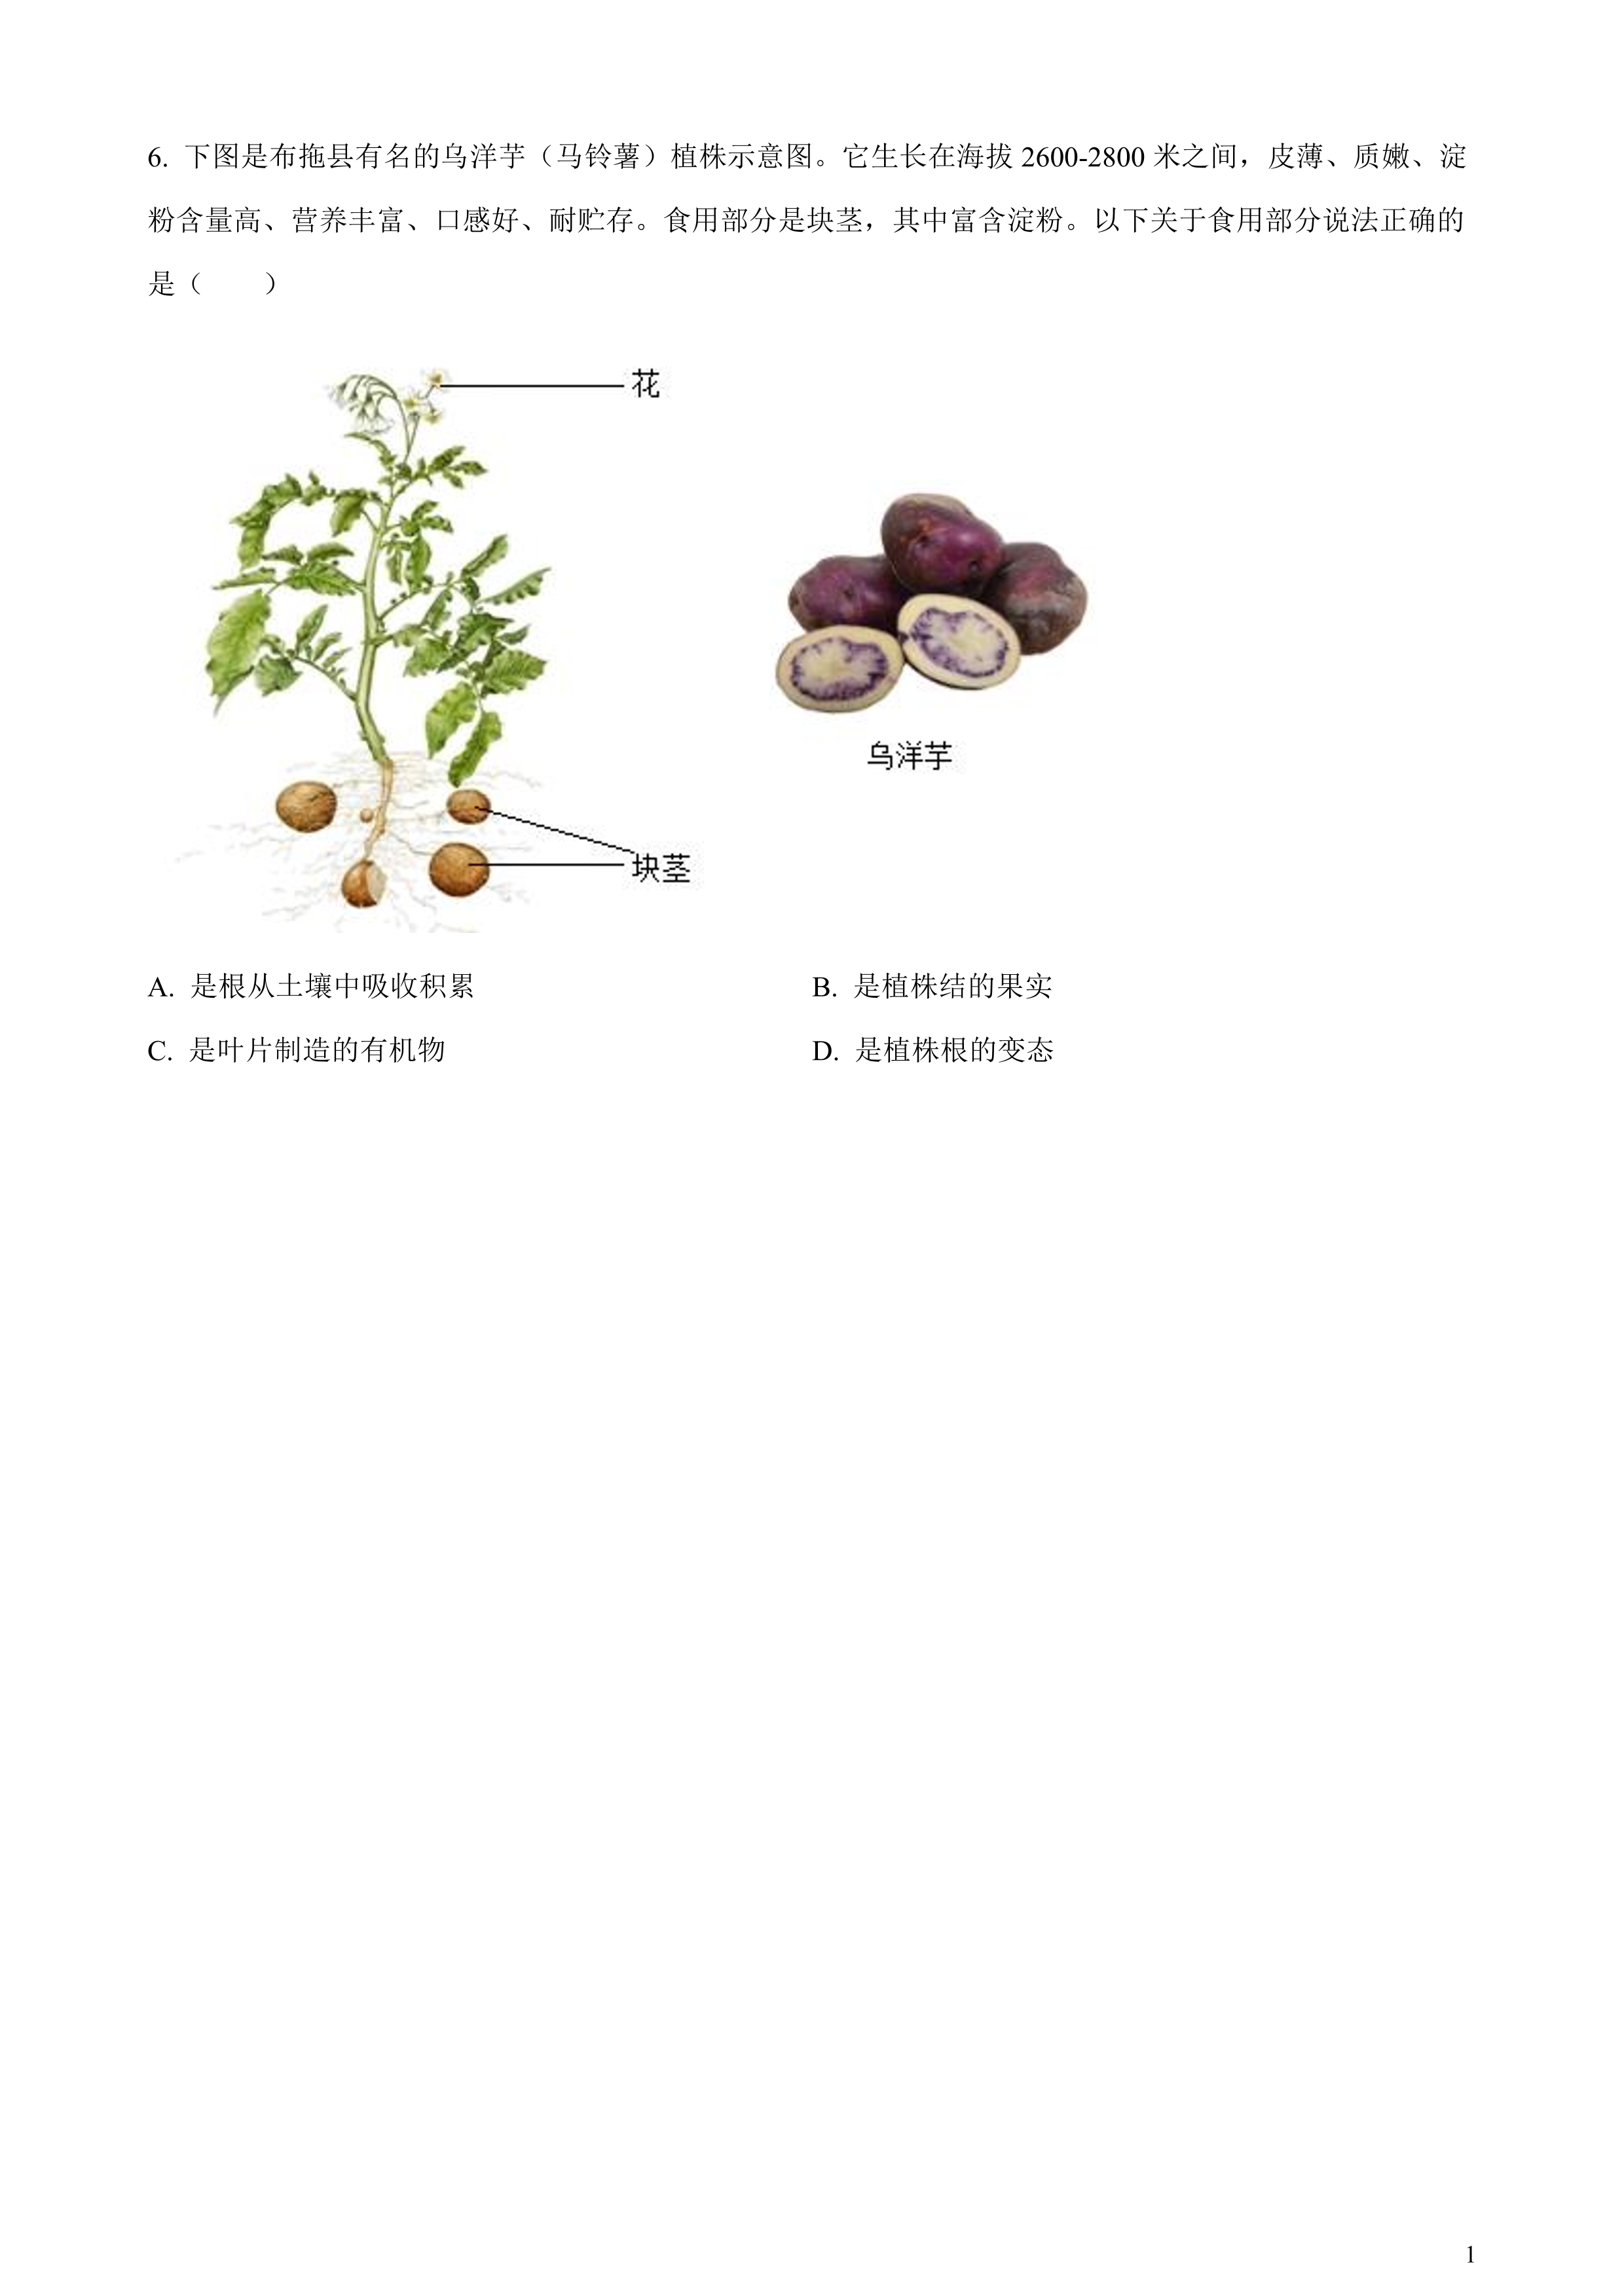 6. 下图是布拖县有名的乌洋芋（马铃薯）植株示意图。它生长在海拔 2600-2800 米之间，皮薄、质嫩、淀
粉含量高、营养丰富、口感好、耐贮存。食用部分是块茎，其中富含淀粉。以下关于食用部分说法正确的
是（　　）
花
乌洋芋
块茎
A. 是根从土壤中吸收积累
B. 是植株结的果实
C. 是叶片制造的有机物
D. 是植株根的变态
1